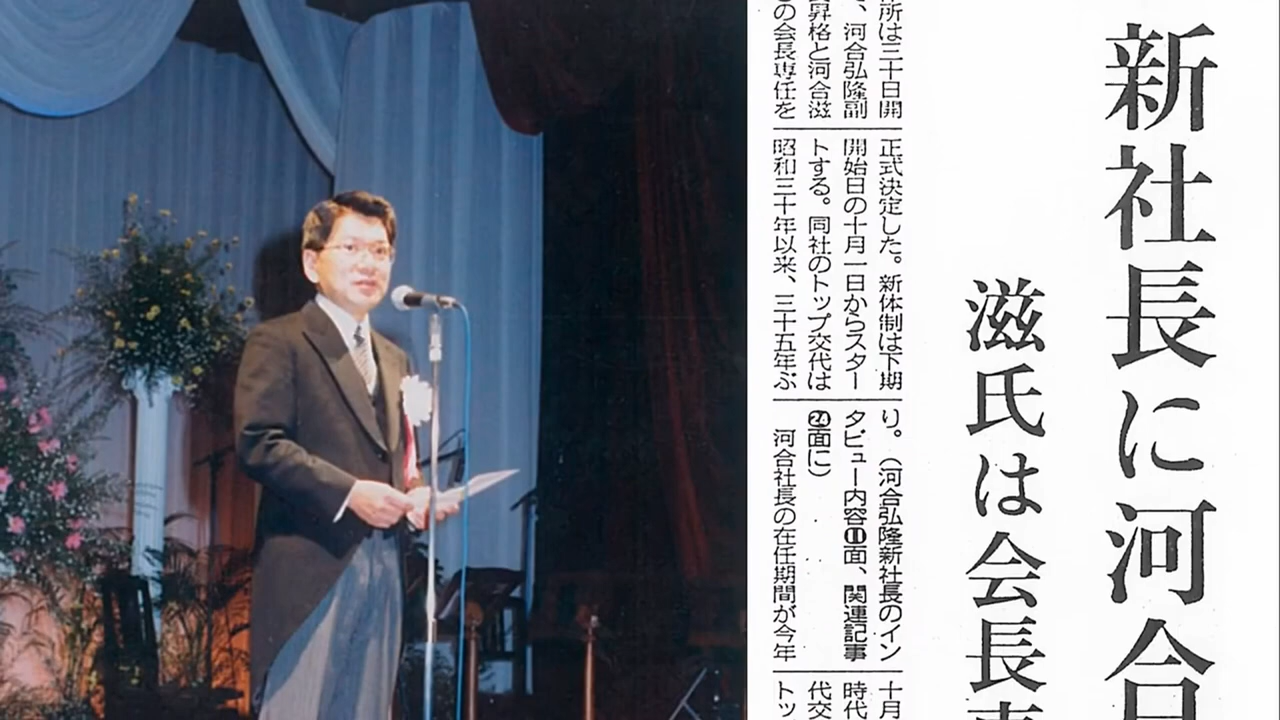 新社長に河合
滋氏は会長専
所は三十日開
、河合弘隆副
昇格と河合滋
の会長専任を
正式決定した。新体制は下期
開始日の十月一日からスター
トする。同社のトップ交代は
昭和三十年以来、三十五年ぶ
り。（河合弘隆新社長のイン
タビュー内容⓫面、関連記事
㉔面に）
河合社長の在任期間が今年
十月
時代
代交
トッ